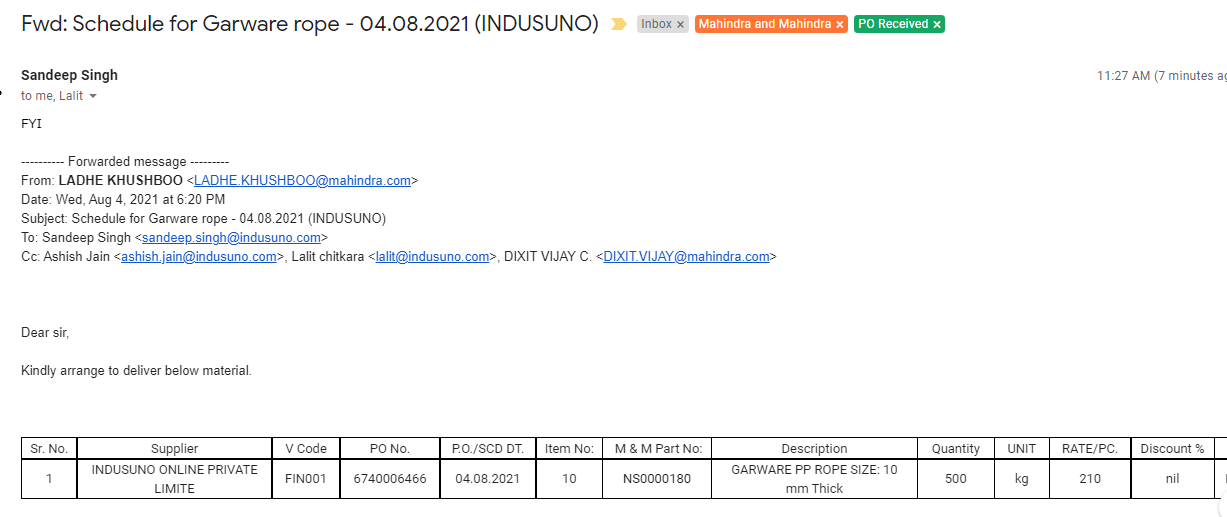 Fwd: Schedule for Garware rope - 04.08.2021 (INDUSUNO) Inbox × Mahindra and Mahindra × PO Received ×
Sandeep Singh 11:27 AM (7 minutes
to me, Lalit
FYI
---------- Forwarded message ---------
From: LADHE KHUSHBOO <LADHE.KHUSHBOO@mahindra.com>
Date: Wed, Aug 4, 2021 at 6:20 PM
Subject: Schedule for Garware rope - 04.08.2021 (INDUSUNO)
To: Sandeep Singh <sandeep.singh@indusuno.com>
Cc: Ashish Jain <ashish.jain@indusuno.com>, Lalit chitkara <lalit@indusuno.com>, DIXIT VIJAY C. <DIXIT.VIJAY@mahindra.com>
Dear sir,
Kindly arrange to deliver below material.
Sr. No. Supplier V Code PO No. P.O./SCD DT. Item No: M & M Part No: Description Quantity UNIT RATE/PC. Discount %
1 INDUSUNO ONLINE PRIVATE LIMITE FIN001 6740006466 04.08.2021 10 NS0000180 GARWARE PP ROPE SIZE: 10 mm Thick 500 kg 210 nil